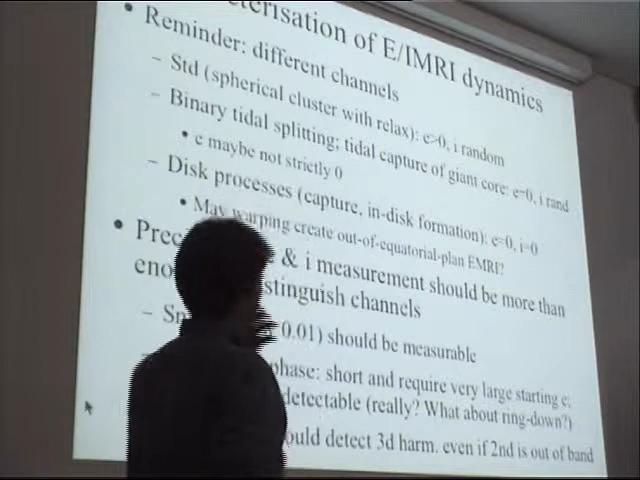 terisation of E/IMRI dynamics
• Reminder: different channels
– Std (spherical cluster with relax): e>0, i random
– Binary tidal splitting; tidal capture of giant core: e=0, i rand
• e maybe not strictly 0
– Disk processes (capture, in-disk formation): e=0, i=0
• May warping create out-of-equatorial-plan EMRI?
• Prec & i measurement should be more than
eno stinguish channels
– Sm 0.01) should be measurable
phase: short and require very large starting e;
detectable (really? What about ring-down?)
ould detect 3d harm. even if 2nd is out of band